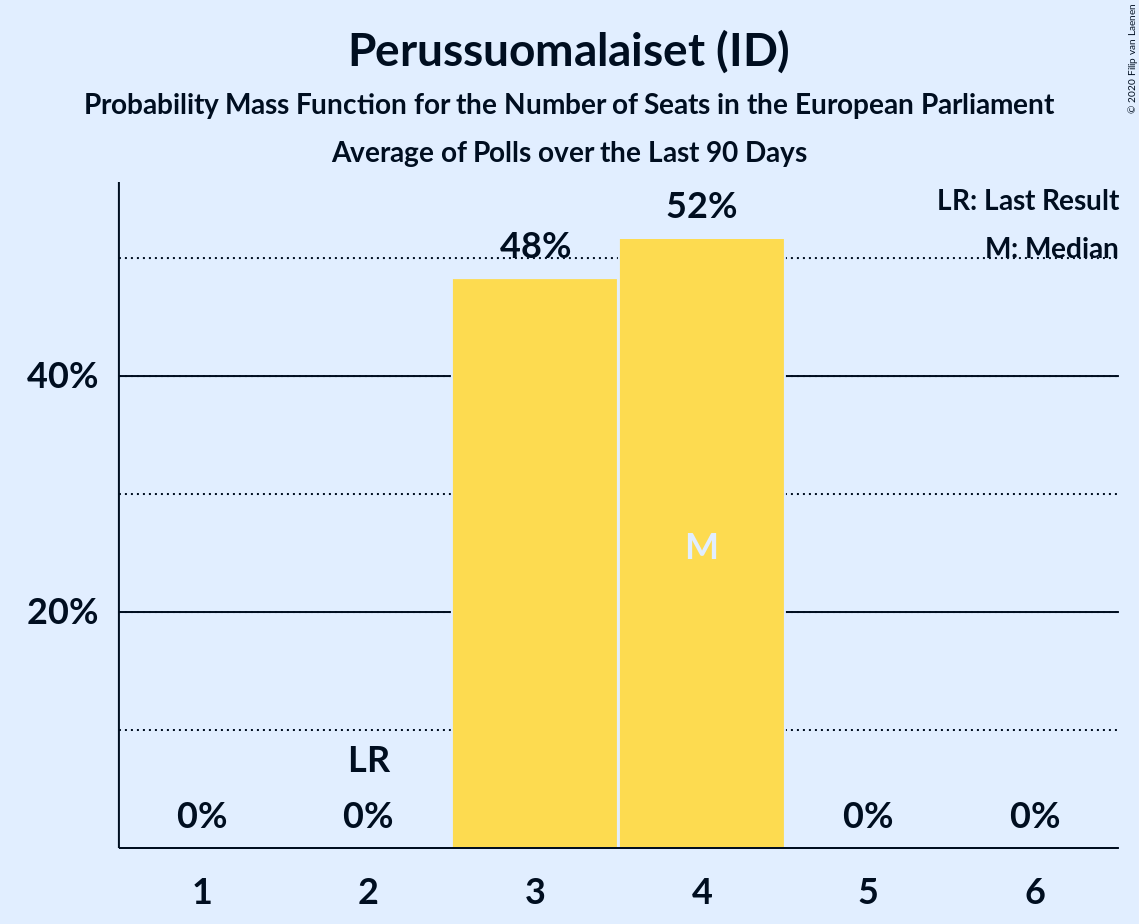 Perussuomalaiset (ID)
Probability Mass Function for the Number of Seats in the European Parliament
Average of Polls over the Last 90 Days
© 2020 Filip van Laenen
LR: Last Result
M: Median
52%
48%
40%
M
20%
LR
0% 0% 0% 0%
1 2 3 4 5 6